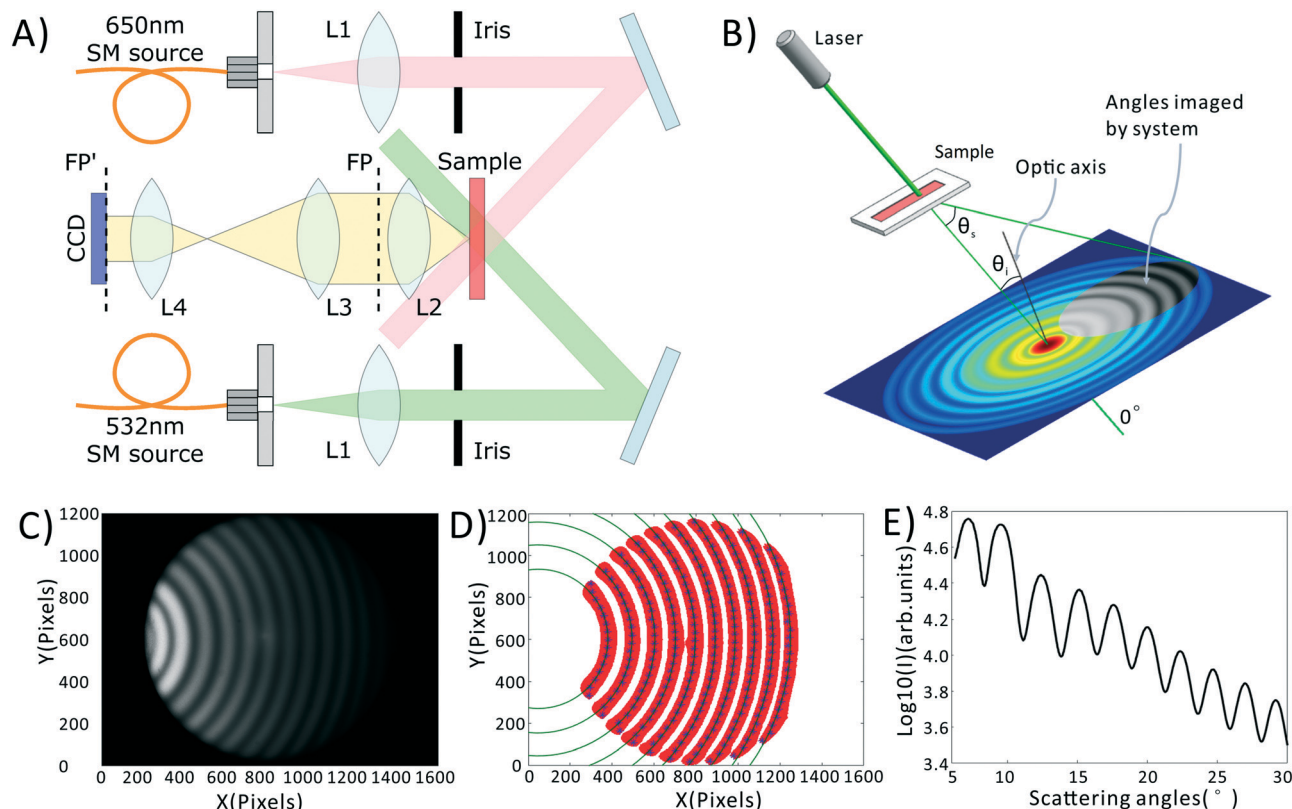 A)
650nm
SM source
L1
Iris
FP'
FP
Sample
CCD
L4
L3
L2
532nm
SM source
L1
Iris
B)
Laser
Sample
Optic axis
Angles imaged
by system
θs
θi
0°
C)
1200
1000
800
600
400
200
0
Y(Pixels)
0 200 400 600 800 1000 1200 1400 1600
X(Pixels)
D)
1200
1000
800
600
400
200
0
Y(Pixels)
0 200 400 600 800 1000 1200 1400 1600
X(Pixels)
E)
4.8
4.6
4.4
4.2
4.0
3.8
3.6
3.4
Log10(I)(arb.units)
5 10 15 20 25 30
Scattering angles(°)